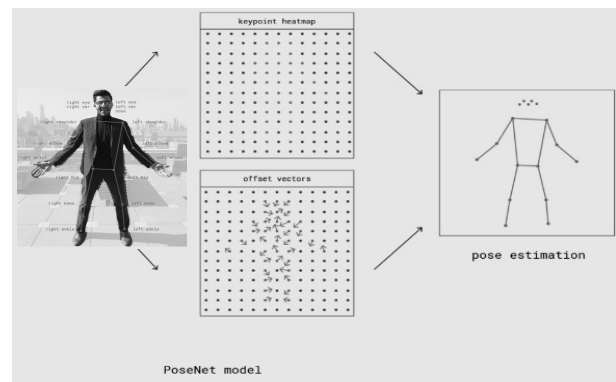 keypoint heatmap
right eye
left eye
right ear
left ear
nose
right shoulder
left shoulder
right elbow
left elbow
right wrist
left wrist
right hip
left hip
right knee
left knee
right ankle
left ankle
offset vectors
pose estimation
PoseNet model